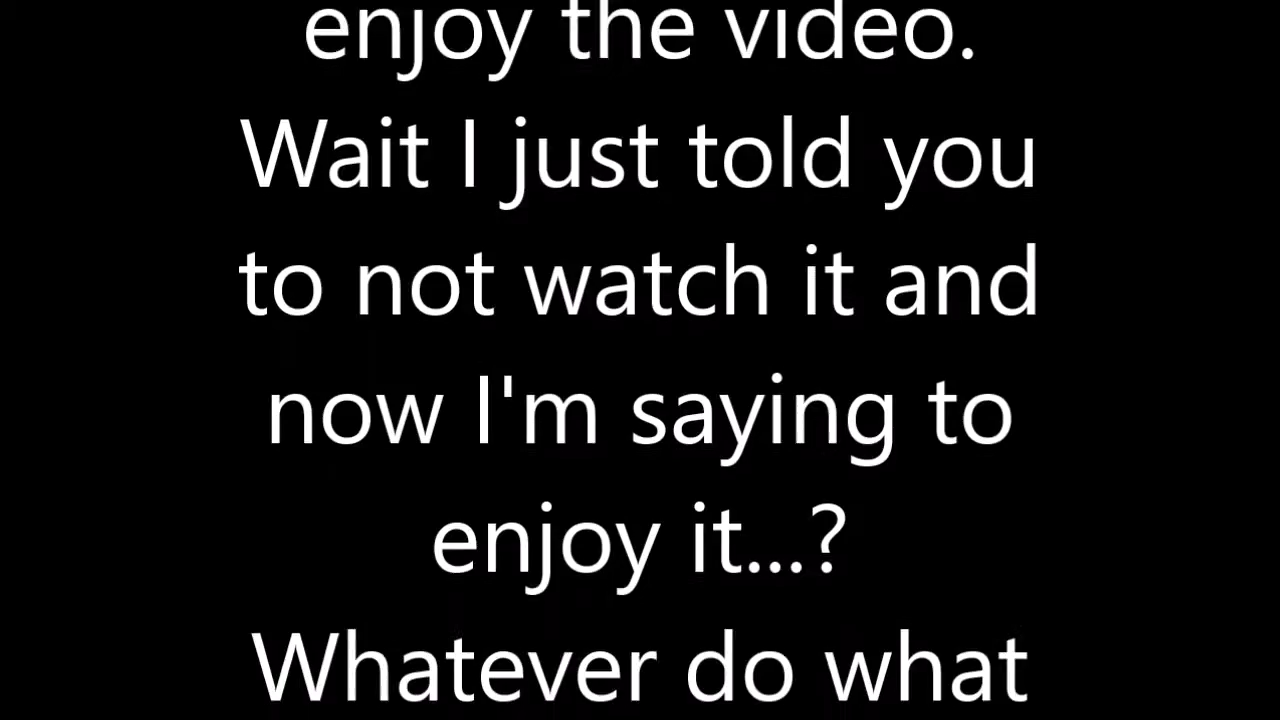 enjoy the video.
Wait I just told you
to not watch it and
now I'm saying to
enjoy it...?
Whatever do what